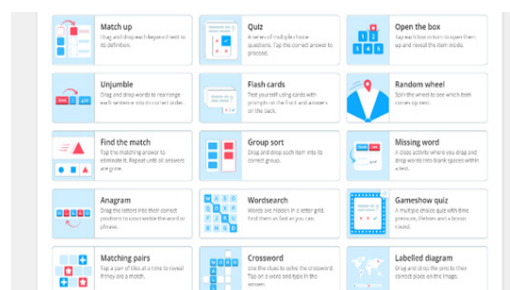 Match up
Drag and drop each keyword next to
its definition.
Quiz
A series of multiple choice
questions. Tap the correct answer to
proceed.
Open the box
Tap each box in turn to open them
up and reveal the item inside.
Unjumble
Drag and drop words to rearrange
each sentence into its correct order.
Flash cards
Test yourself using cards with
prompts on the front and answers
on the back.
Random wheel
Spin the wheel to see which item
comes up next.
Find the match
Tap the matching answer to
eliminate it. Repeat until all answers
are gone.
Group sort
Drag and drop each item into its
correct group.
Missing word
A cloze activity where you drag and
drop words into blank spaces within
a text.
Anagram
Drag the letters into their correct
positions to unscramble the word or
phrase.
Wordsearch
Words are hidden in a letter grid.
Find them as fast as you can.
Gameshow quiz
A multiple choice quiz with time
pressure, lifelines and a bonus
round.
Matching pairs
Tap a pair of tiles at a time to reveal
if they are a match.
Crossword
Use the clues to solve the crossword.
Tap on a word and type in the
answer.
Labelled diagram
Drag and drop the pins to their
correct place on the image.